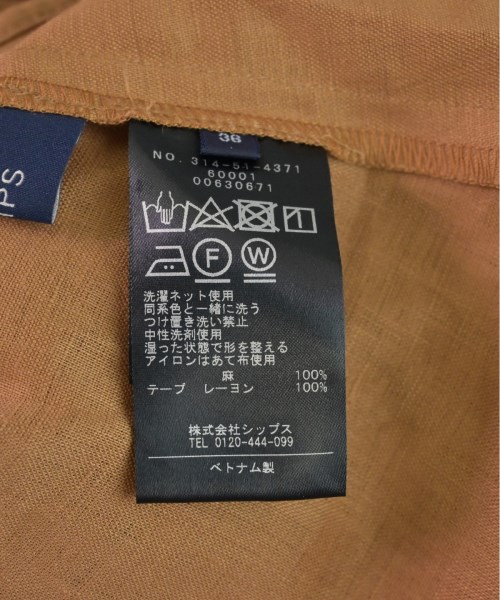 36
IPS
NO. 314-51-4371
60001
00630671
F W
洗濯ネット使用
同系色と一緒に洗う
つけ置き洗い禁止
中性洗剤使用
湿った状態で形を整える
アイロンはあて布使用
麻 100%
テープ レーヨン 100%
株式会社シップス
TEL 0120-444-099
ベトナム製